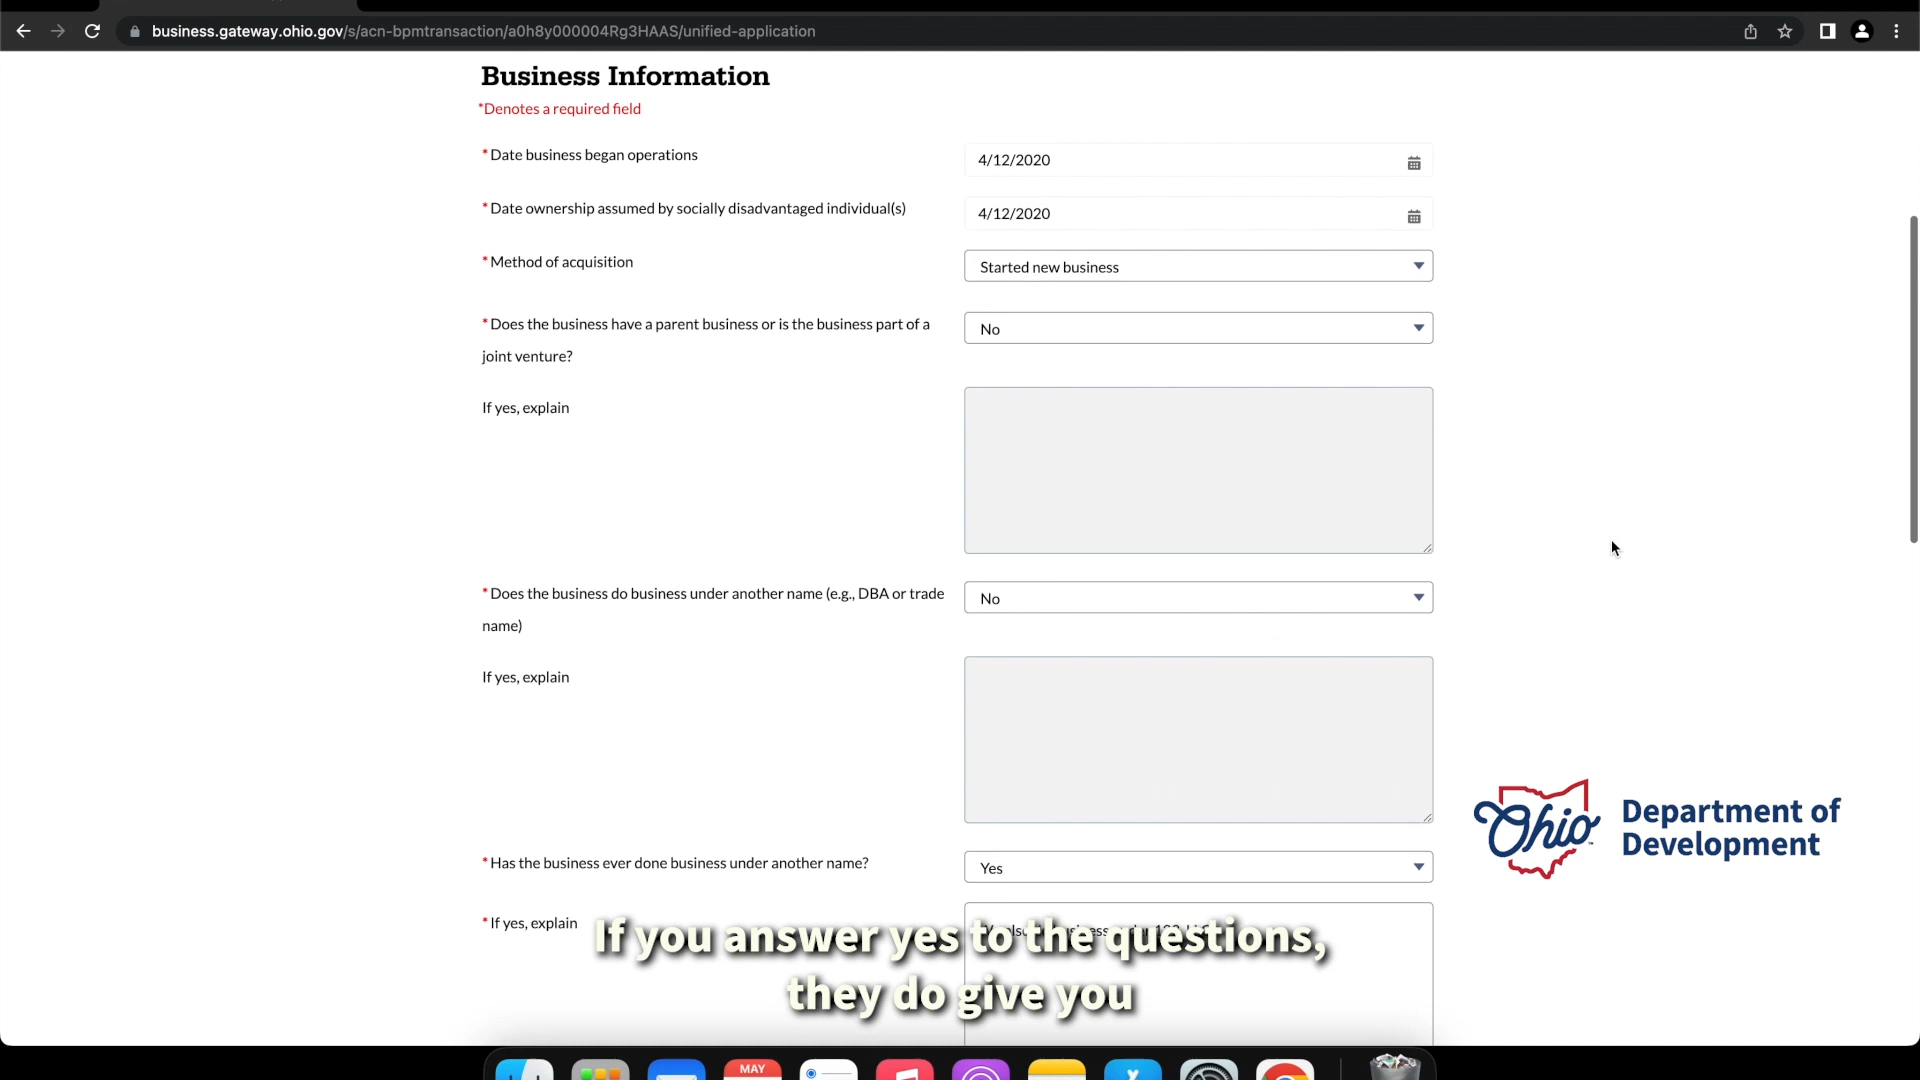 business.gateway.ohio.gov/s/acn-bpmtransaction/a0h8y000004Rg3HAAS/unified-application
Business Information
*Denotes a required field
*Date business began operations
4/12/2020
*Date ownership assumed by socially disadvantaged individual(s)
4/12/2020
*Method of acquisition
Started new business
*Does the business have a parent business or is the business part of a
joint venture?
No
If yes, explain
*Does the business do business under another name (e.g., DBA or trade
name)
No
If yes, explain
*Has the business ever done business under another name?
Yes
*If yes, explain
If you answer yes to the questions,
they do give you
Ohio
Department of
Development
MAY